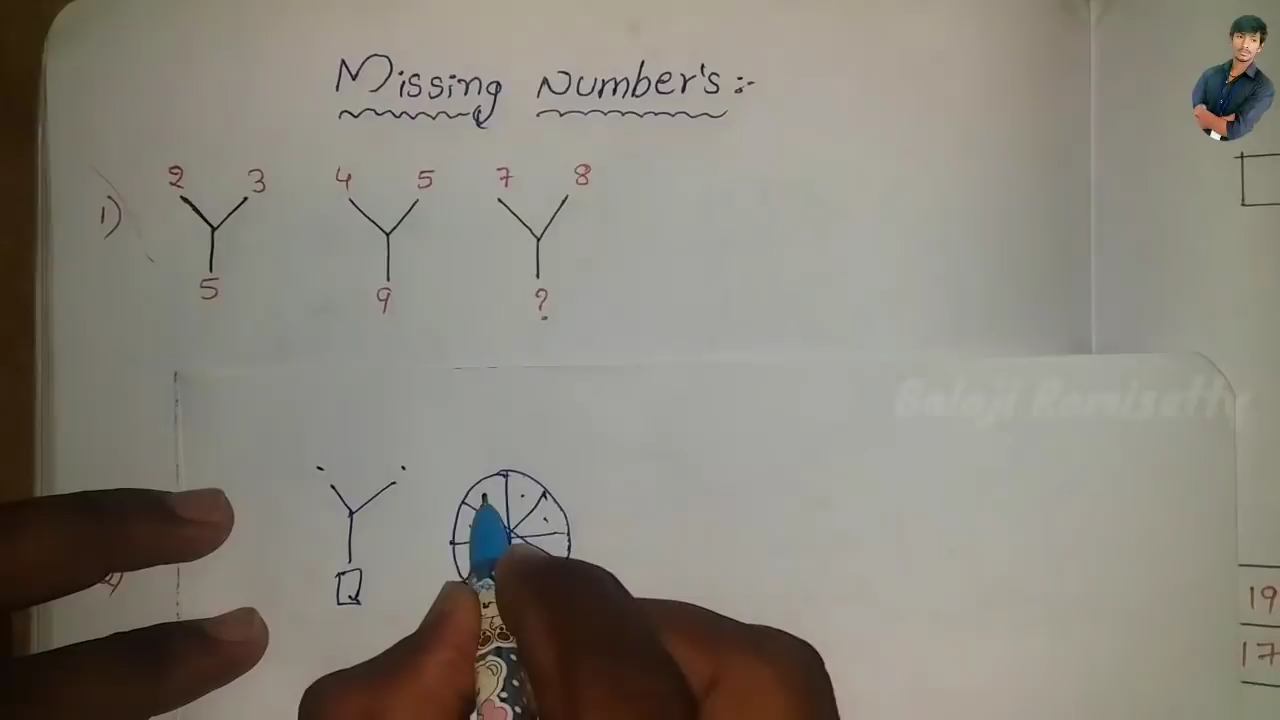 Missing Number's :-
1) 2 3 4 5 7 8
5 9 ?
Balaji Ramisetty
19
17